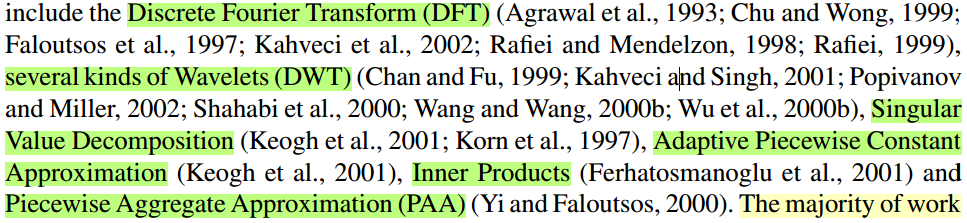 include the Discrete Fourier Transform (DFT) (Agrawal et al., 1993; Chu and Wong, 1999;
Faloutsos et al., 1997; Kahveci et al., 2002; Rafiei and Mendelzon, 1998; Rafiei, 1999),
several kinds of Wavelets (DWT) (Chan and Fu, 1999; Kahveci and Singh, 2001; Popivanov
and Miller, 2002; Shahabi et al., 2000; Wang and Wang, 2000b; Wu et al., 2000b), Singular
Value Decomposition (Keogh et al., 2001; Korn et al., 1997), Adaptive Piecewise Constant
Approximation (Keogh et al., 2001), Inner Products (Ferhatosmanoglu et al., 2001) and
Piecewise Aggregate Approximation (PAA) (Yi and Faloutsos, 2000). The majority of work